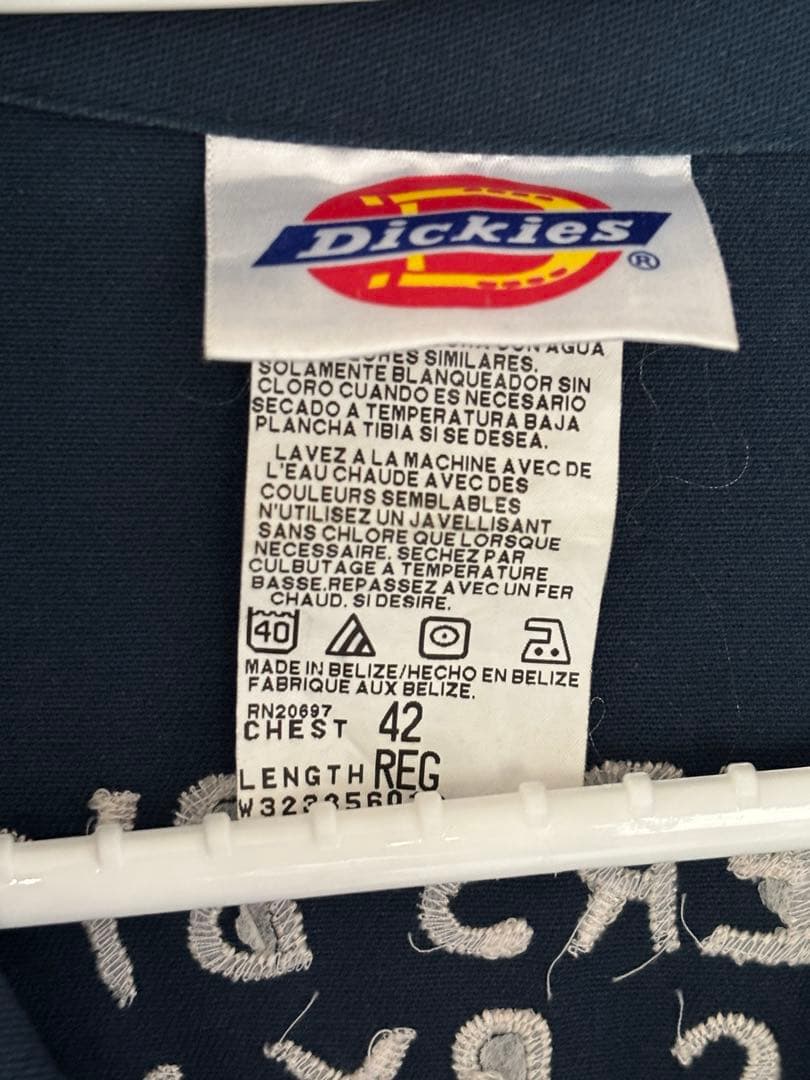 Dickies®
CON AGUA
SIMILARES.
SOLAMENTE BLANQUEADOR SIN
CLORO CUANDO ES NECESARIO
SECADO A TEMPERATURA BAJA
PLANCHA TIBIA SI SE DESEA.
LAVEZ A LA MACHINE AVEC DE
L'EAU CHAUDE AVEC DES
COULEURS SEMBLABLES
N'UTILISEZ UN JAVELLISANT
SANS CHLORE QUE LORSQUE
NECESSAIRE. SECHEZ PAR
CULBUTAGE A TEMPERATURE
BASSE.REPASSEZ AVEC UN FER
CHAUD. SI DESIRE.
40
MADE IN BELIZE/HECHO EN BELIZE
FABRIQUE AUX BELIZE.
RN20697
CHEST 42
LENGTH REG